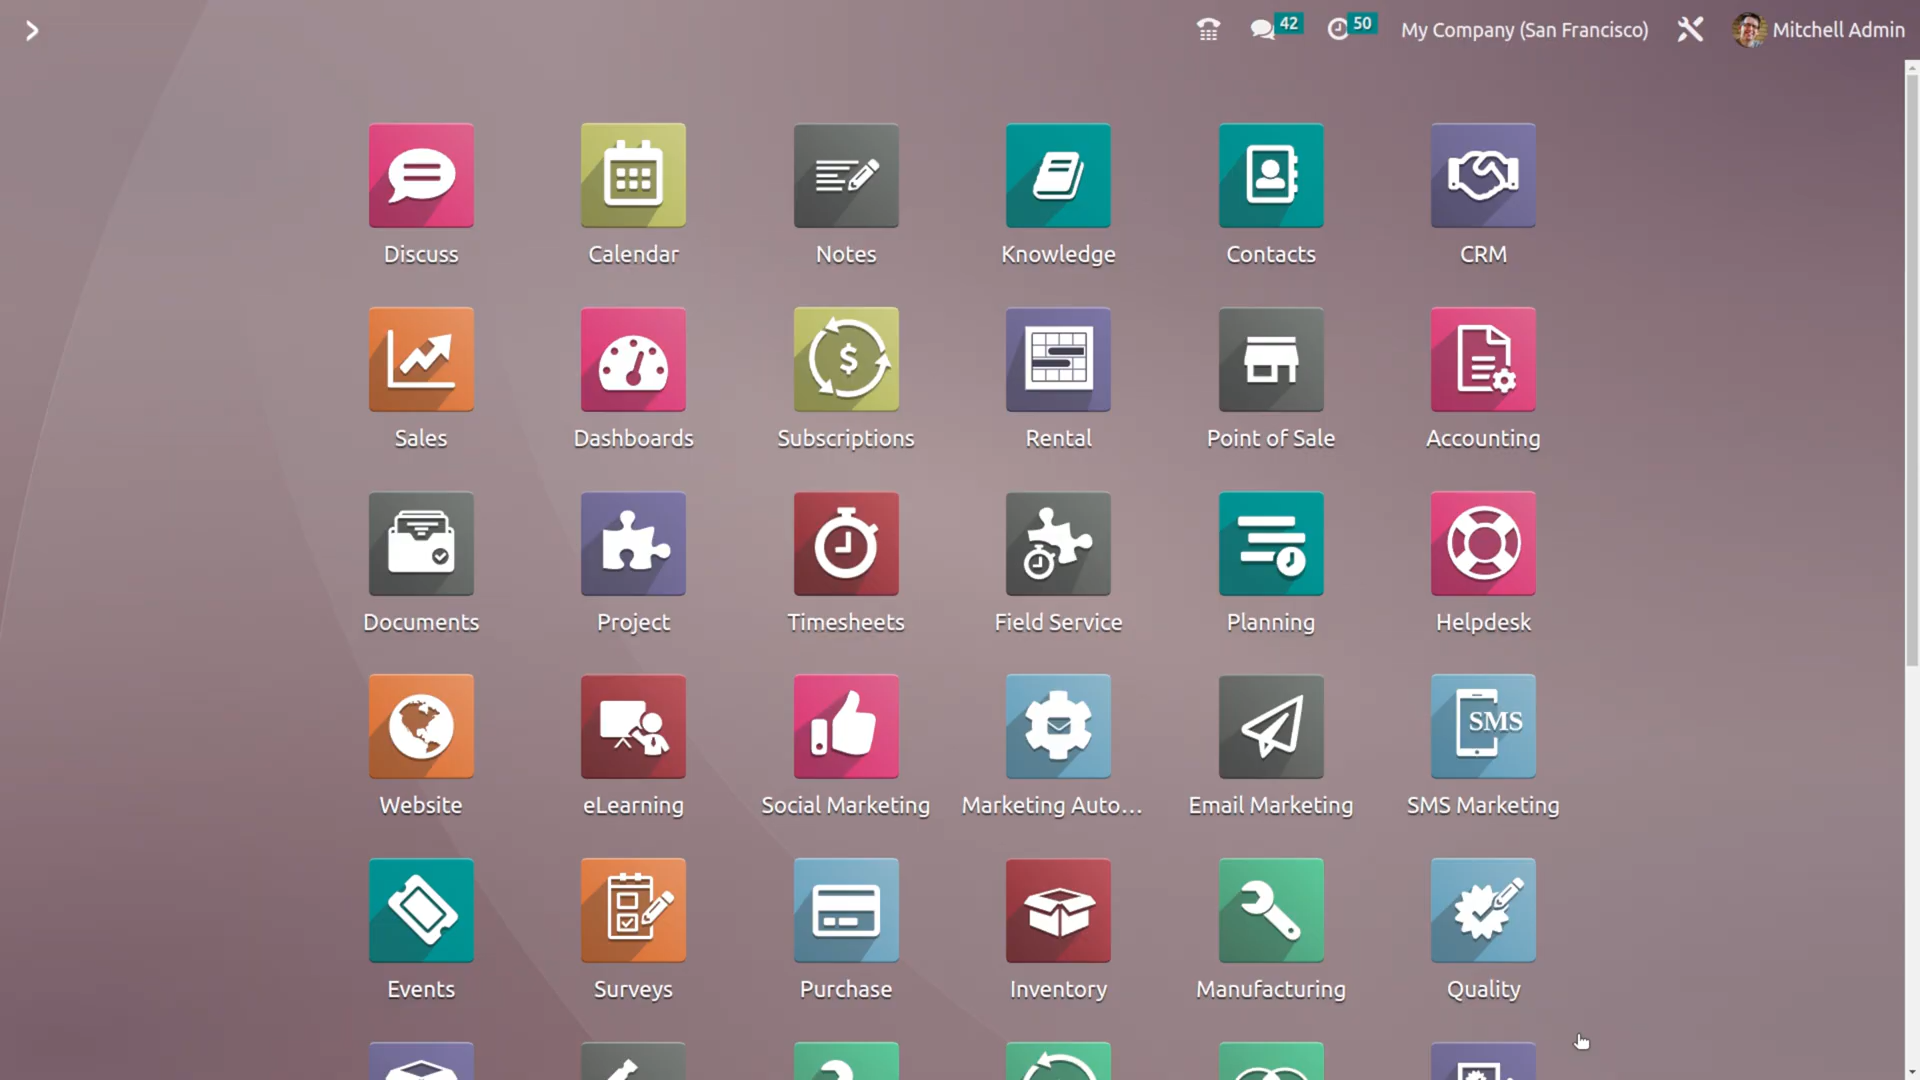 42
50
My Company (San Francisco)
Mitchell Admin
Discuss
Calendar
Notes
Knowledge
Contacts
CRM
$
Sales
Dashboards
Subscriptions
Rental
Point of Sale
Accounting
Documents
Project
Timesheets
Field Service
Planning
Helpdesk
SMS
Website
eLearning
Social Marketing
Marketing Auto...
Email Marketing
SMS Marketing
Events
Surveys
Purchase
Inventory
Manufacturing
Quality